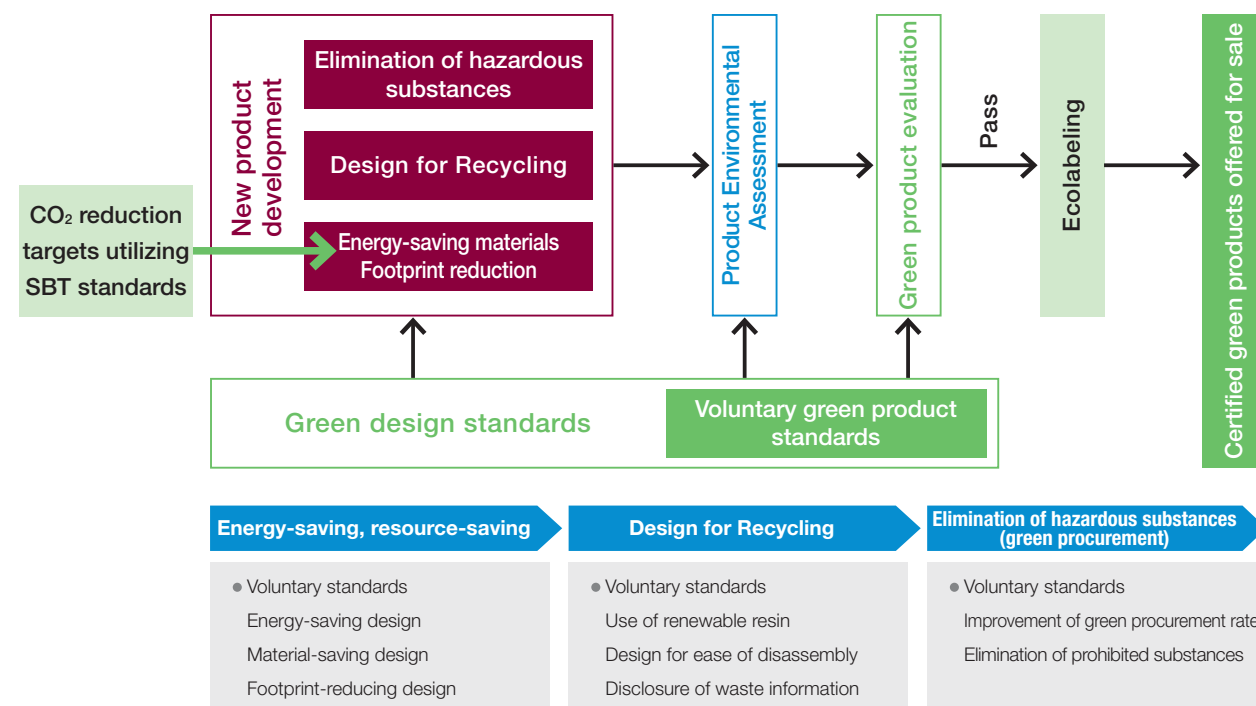 CO₂ reduction
targets utilizing
SBT standards
New product
development
Elimination of hazardous
substances
Design for Recycling
Energy-saving materials
Footprint reduction
Product Environmental
Assessment
Green product evaluation
Pass
Ecolabeling
Certified green products offered for sale
Green design standards
Voluntary green product
standards
Energy-saving, resource-saving
● Voluntary standards
Energy-saving design
Material-saving design
Footprint-reducing design
Design for Recycling
● Voluntary standards
Use of renewable resin
Design for ease of disassembly
Disclosure of waste information
Elimination of hazardous substances
(green procurement)
● Voluntary standards
Improvement of green procurement rate
Elimination of prohibited substances